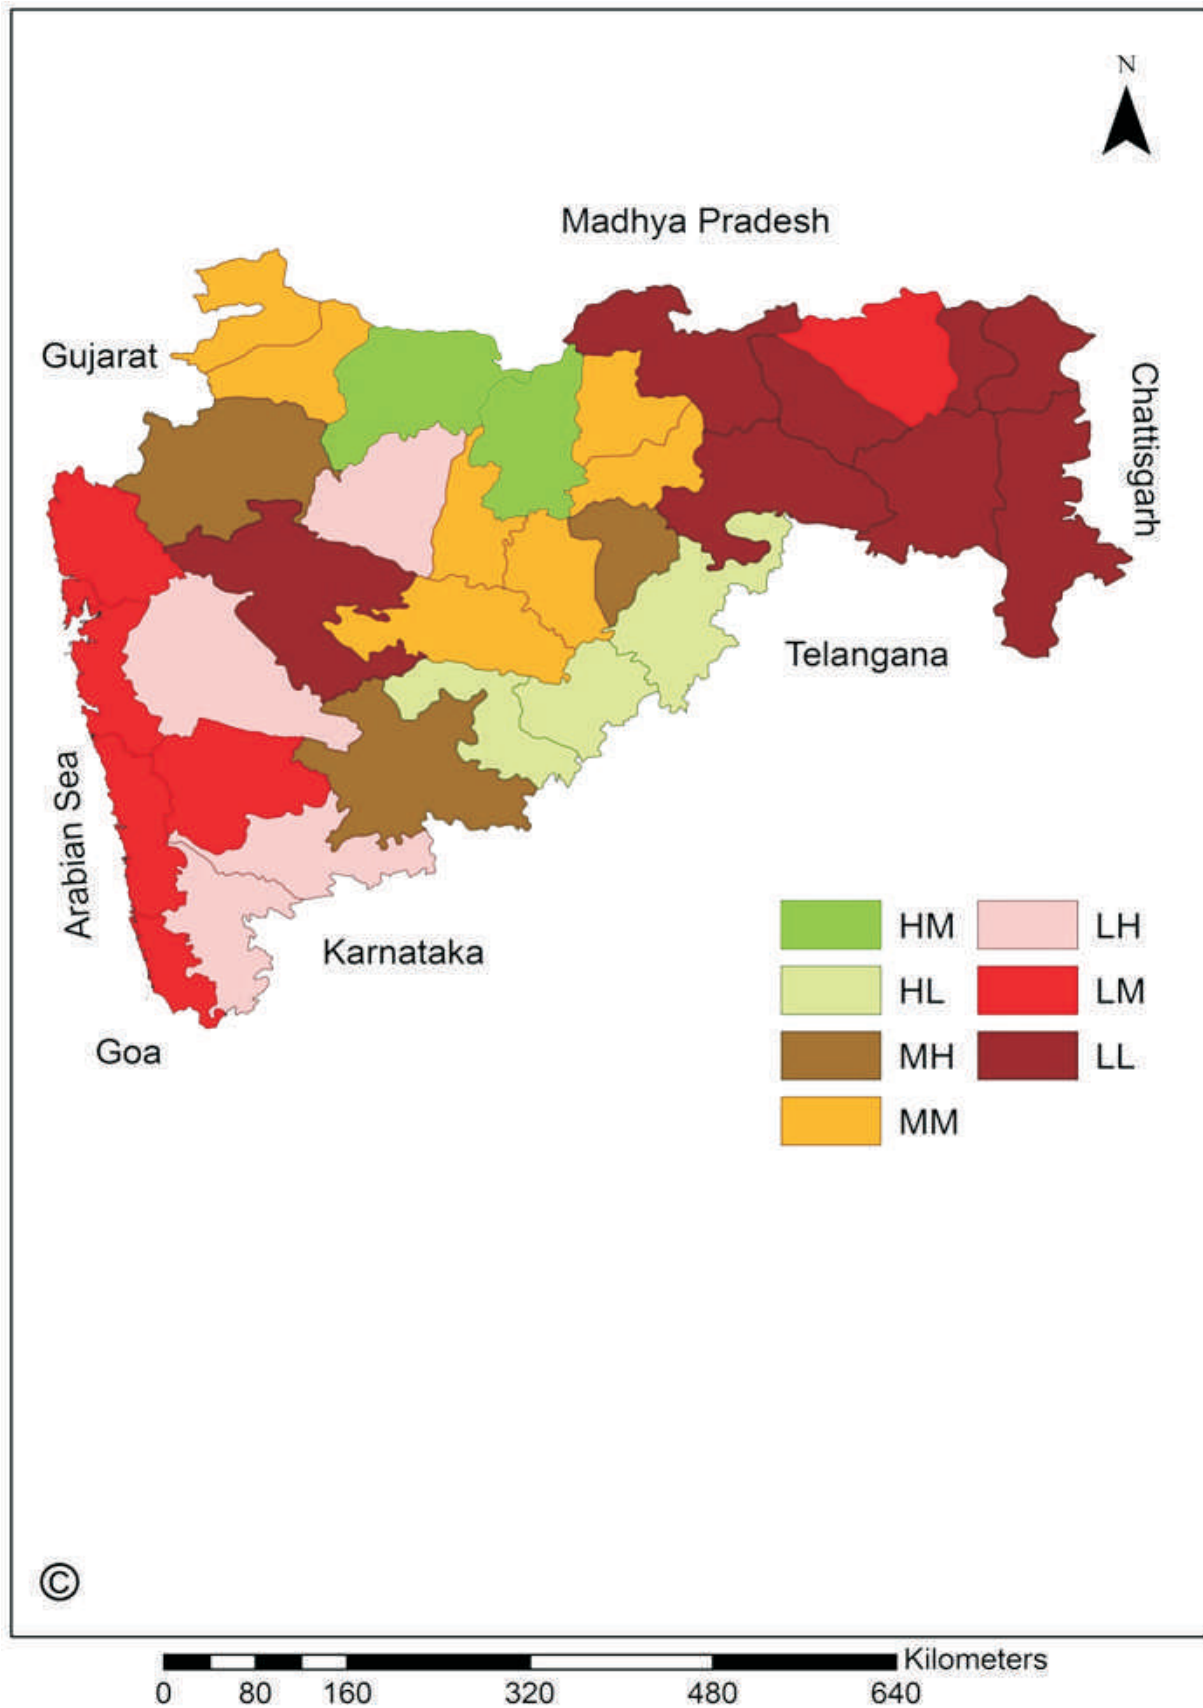 N
Madhya Pradesh
Gujarat
Chattisgarh
Telangana
Arabian Sea
Karnataka
Goa
HM
LH
HL
LM
MH
LL
MM
©
Kilometers
0 80 160 320 480 640